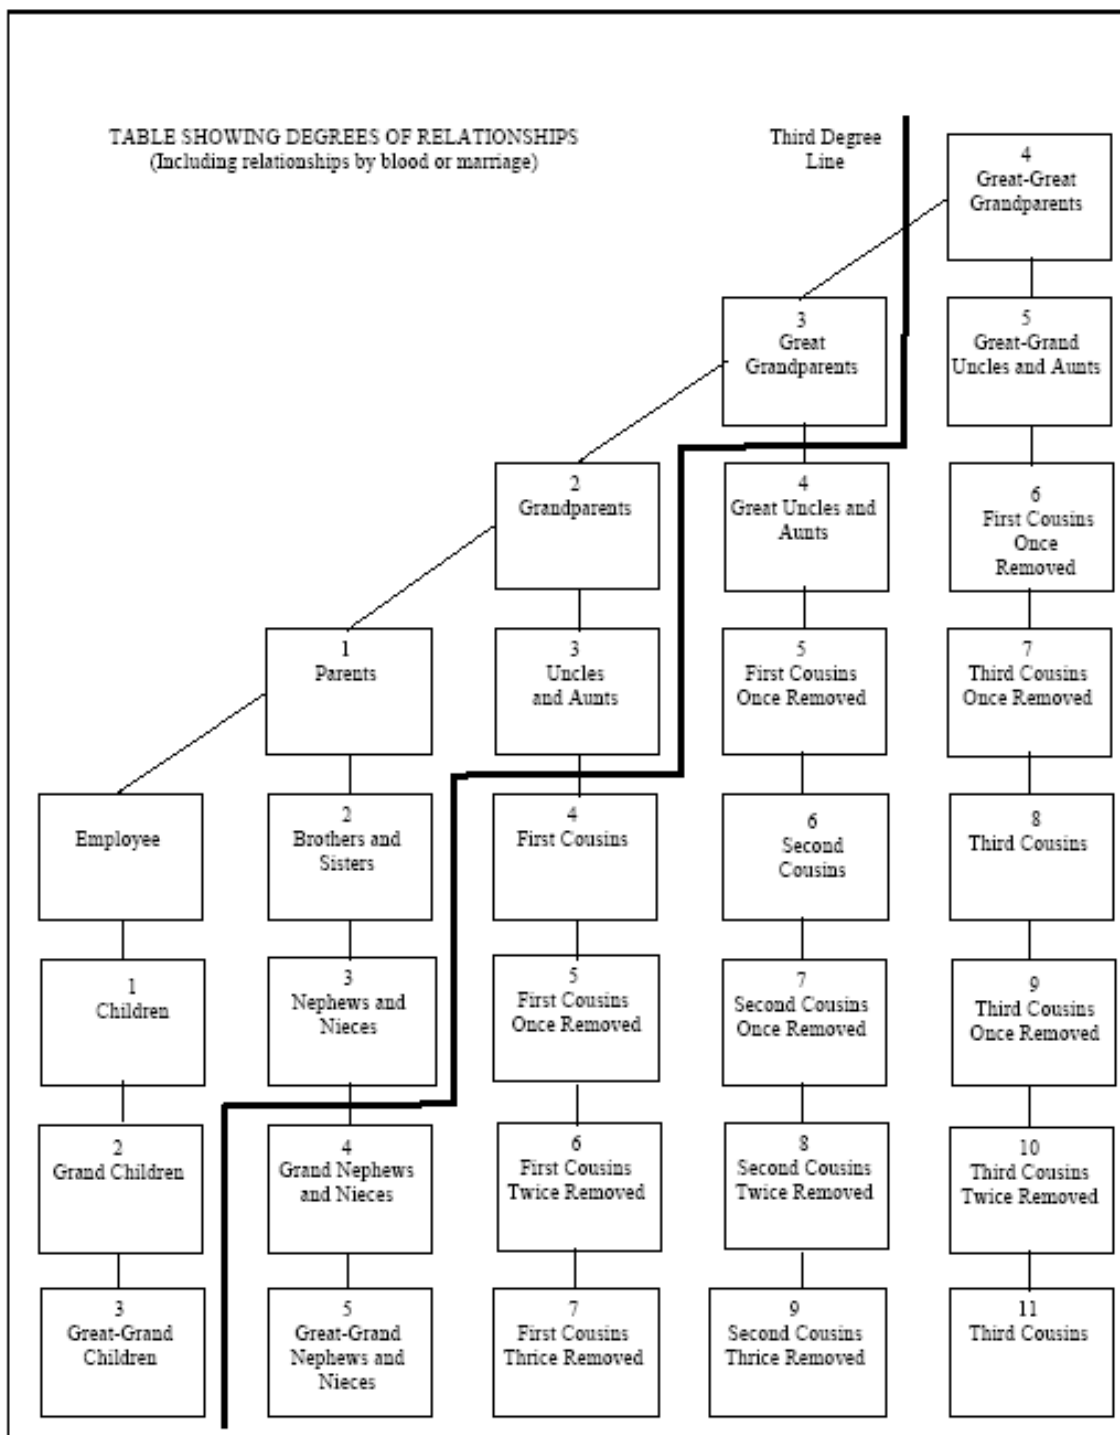 TABLE SHOWING DEGREES OF RELATIONSHIPS
(Including relationships by blood or marriage)
Third Degree
Line
4
Great-Great
Grandparents
3
Great
Grandparents
5
Great-Grand
Uncles and Aunts
2
Grandparents
4
Great Uncles and
Aunts
6
First Cousins
Once
Removed
1
Parents
3
Uncles
and Aunts
5
First Cousins
Once Removed
7
Third Cousins
Once Removed
Employee
2
Brothers and
Sisters
4
First Cousins
6
Second
Cousins
8
Third Cousins
1
Children
3
Nephews and
Nieces
5
First Cousins
Once Removed
7
Second Cousins
Once Removed
9
Third Cousins
Once Removed
2
Grand Children
4
Grand Nephews
and Nieces
6
First Cousins
Twice Removed
8
Second Cousins
Twice Removed
10
Third Cousins
Twice Removed
3
Great-Grand
Children
5
Great-Grand
Nephews and
Nieces
7
First Cousins
Thrice Removed
9
Second Cousins
Thrice Removed
11
Third Cousins